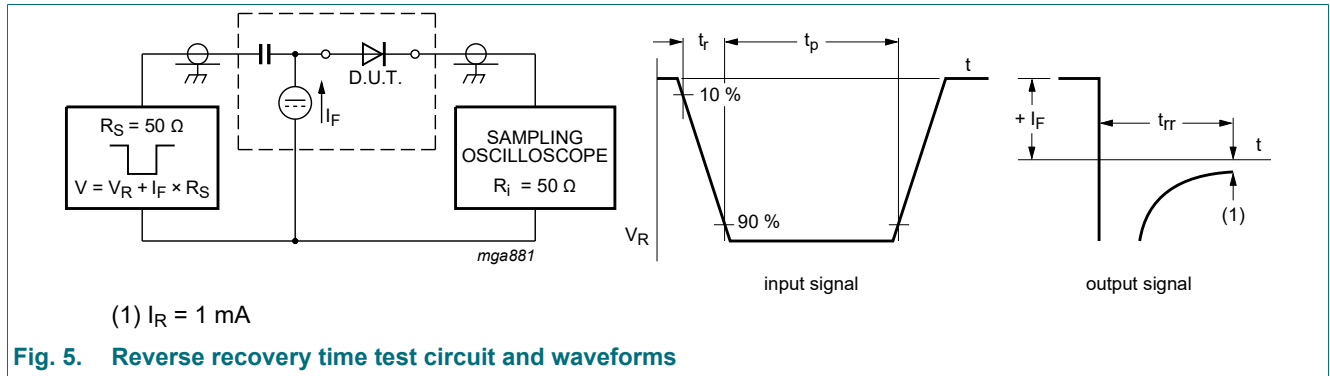 D.U.T.
I_F
R_S = 50 Ω
V = V_R + I_F × R_S
SAMPLING
OSCILLOSCOPE
R_i = 50 Ω
mga881
t_r
t_p
t
10 %
90 %
V_R
input signal
+ I_F
t_rr
t
(1)
output signal
(1) I_R = 1 mA
Fig. 5. Reverse recovery time test circuit and waveforms